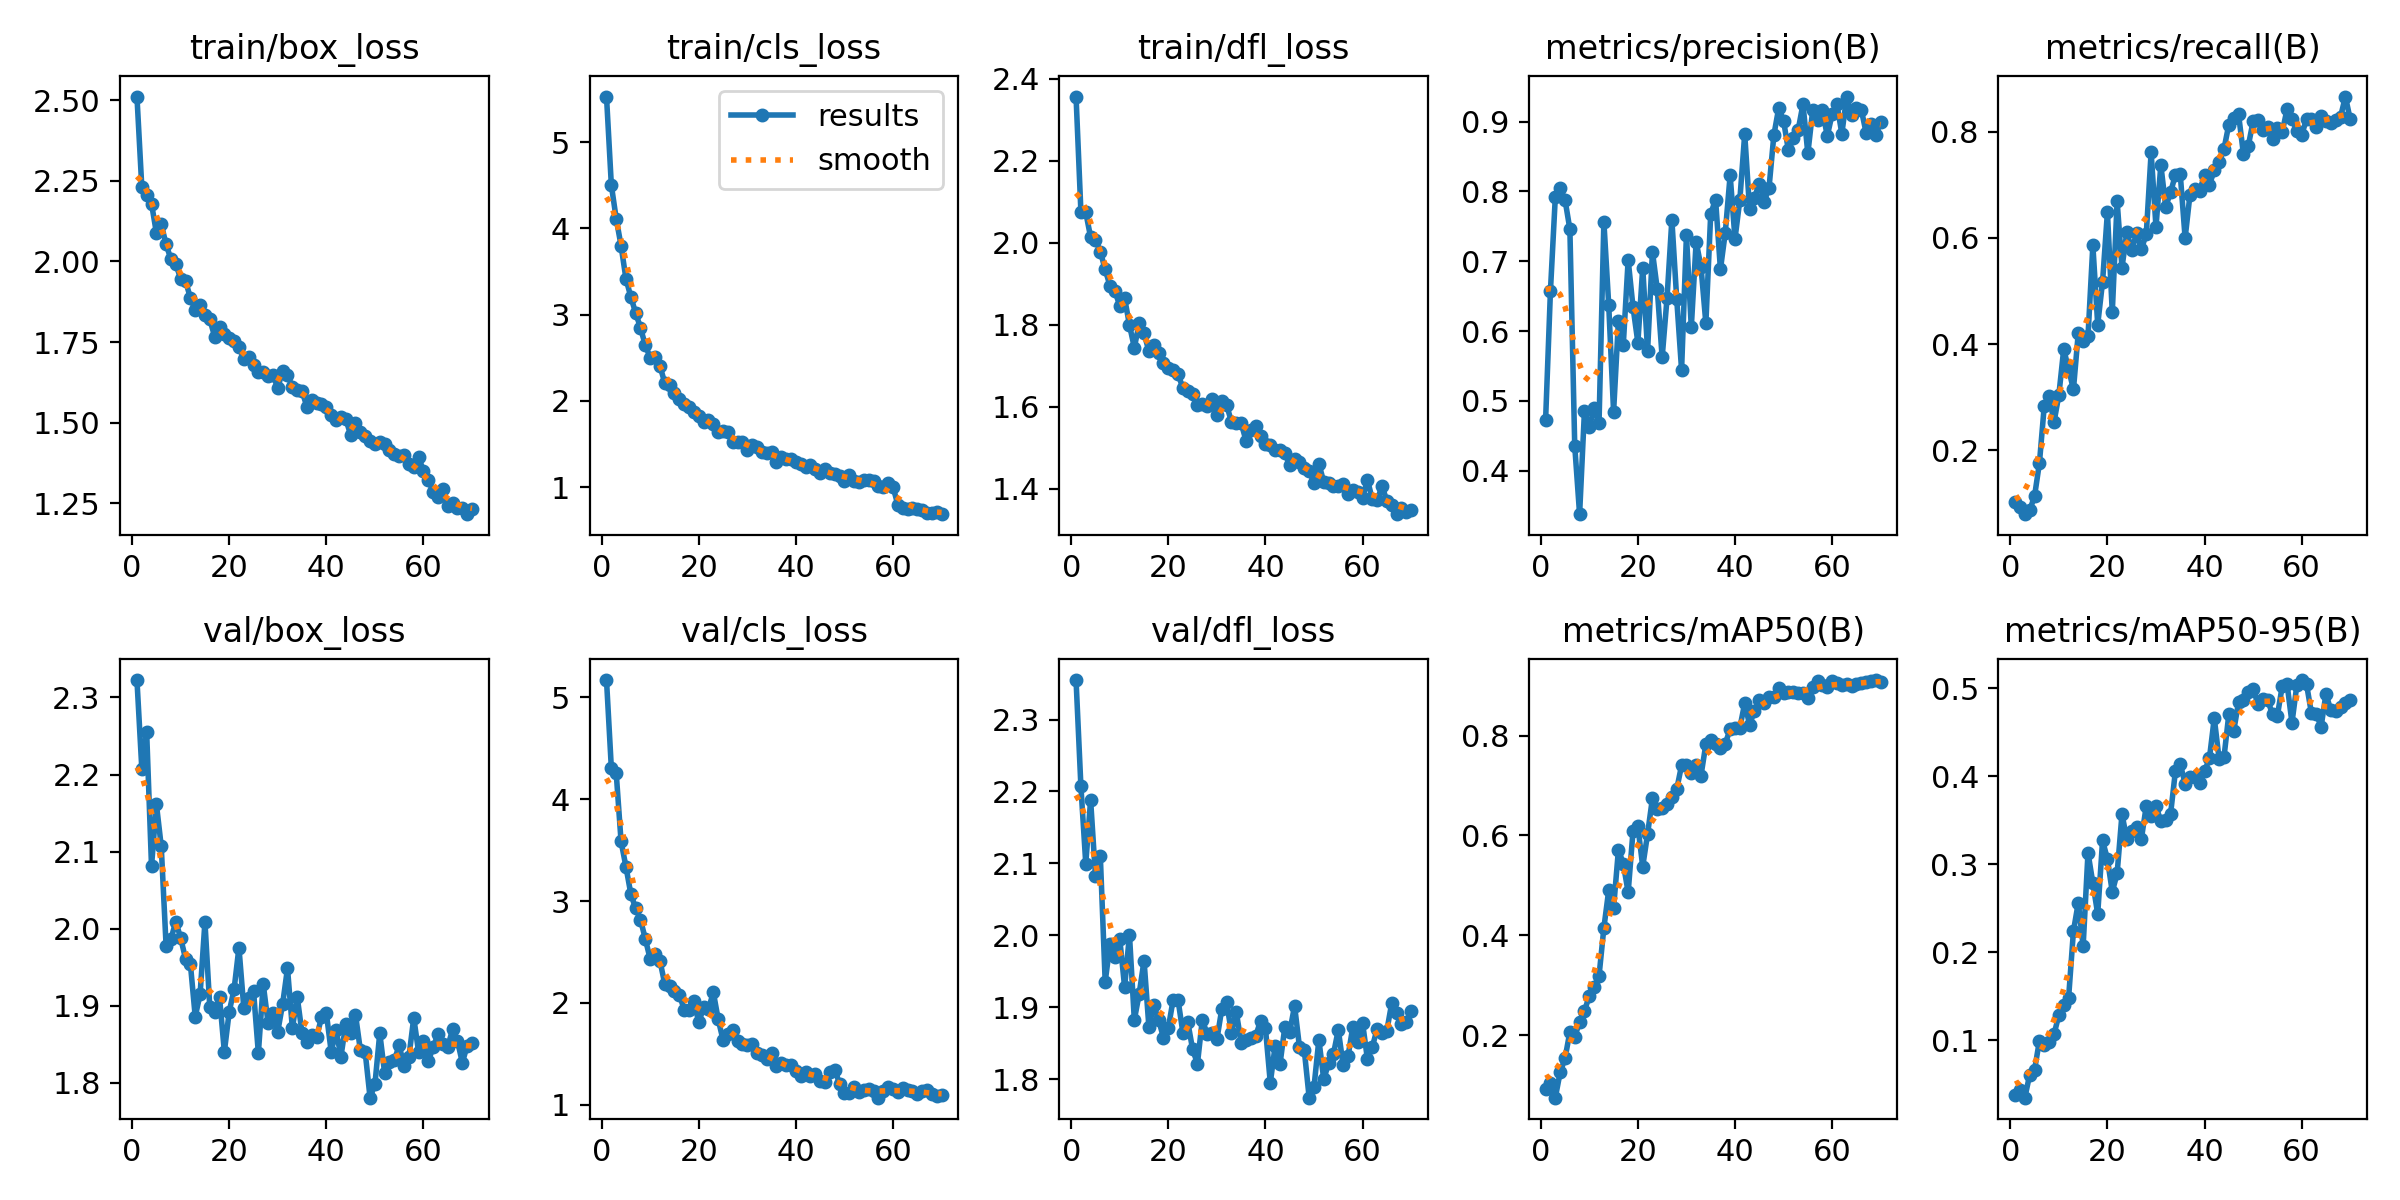 train/box_loss
train/cls_loss
train/dfl_loss
metrics/precision(B)
metrics/recall(B)
2.50
2.25
2.00
1.75
1.50
1.25
0 20 40 60
results
smooth
5
4
3
2
1
0 20 40 60
2.4
2.2
2.0
1.8
1.6
1.4
0 20 40 60
0.9
0.8
0.7
0.6
0.5
0.4
0 20 40 60
0.8
0.6
0.4
0.2
0 20 40 60
val/box_loss
val/cls_loss
val/dfl_loss
metrics/mAP50(B)
metrics/mAP50-95(B)
2.3
2.2
2.1
2.0
1.9
1.8
0 20 40 60
5
4
3
2
1
0 20 40 60
2.3
2.2
2.1
2.0
1.9
1.8
0 20 40 60
0.8
0.6
0.4
0.2
0 20 40 60
0.5
0.4
0.3
0.2
0.1
0 20 40 60